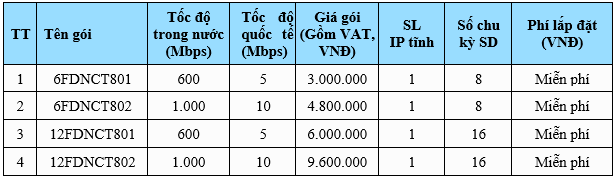 TT | Tên gói | Tốc độ trong nước (Mbps) | Tốc độ quốc tế (Mbps) | Giá gói (Gồm VAT, VNĐ) | SL IP tĩnh | Số chu kỳ SD | Phí lắp đặt (VNĐ)
1 | 6FDNCT801 | 600 | 5 | 3.000.000 | 1 | 8 | Miễn phí
2 | 6FDNCT802 | 1.000 | 10 | 4.800.000 | 1 | 8 | Miễn phí
3 | 12FDNCT801 | 600 | 5 | 6.000.000 | 1 | 16 | Miễn phí
4 | 12FDNCT802 | 1.000 | 10 | 9.600.000 | 1 | 16 | Miễn phí